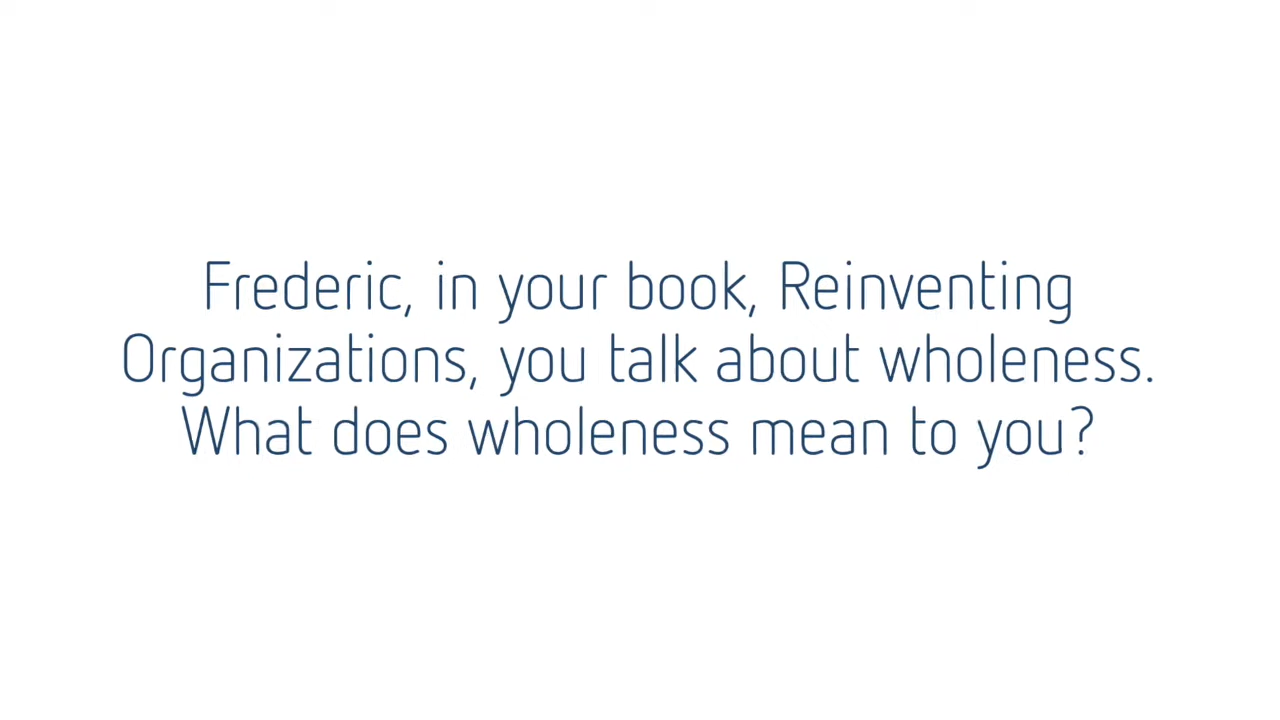 Frederic, in your book, Reinventing
Organizations, you talk about wholeness.
What does wholeness mean to you?